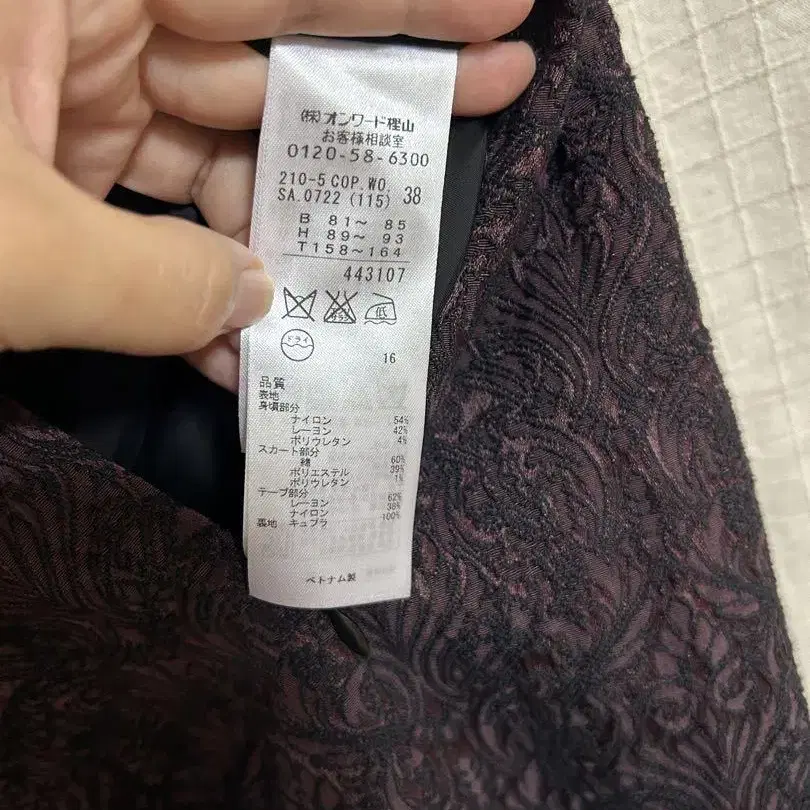 (株)オンワード樫山
お客様相談室
0120-58-6300
210-5 COP.WO. 38
SA.0722 (115)
B 81～ 85
H 89～ 93
T158～164
443107
低
ドライ
16
品質
表地
身頃部分
ナイロン 54%
レーヨン 42%
ポリウレタン 4%
スカート部分
綿 60%
ポリエステル 39%
ポリウレタン 1%
テープ部分
レーヨン 62%
ナイロン 38%
裏地 キュプラ 100%
ベトナム製